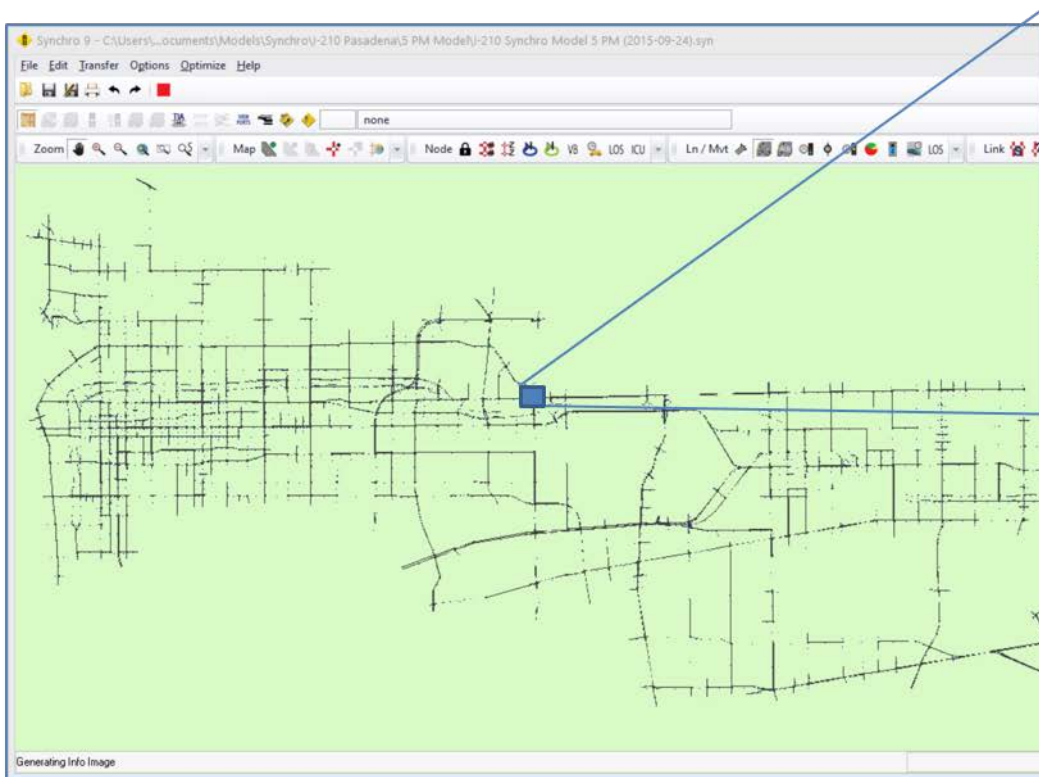 Synchro 9 - C:\Users\...ocuments\Models\Synchro\I-210 Pasadena\5 PM Model\I-210 Synchro Model 5 PM (2015-09-24).syn
File Edit Transfer Options Optimize Help
none
Zoom Map Node V8 LOS ICU Ln / Mvt LOS Link
Generating Info Image